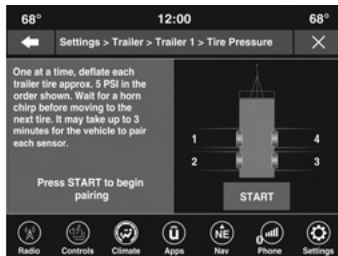 68° 12:00 68°
Settings > Trailer > Trailer 1 > Tire Pressure
One at a time, deflate each
trailer tire approx. 5 PSI in the
order shown. Wait for a horn
chirp before moving to the
next tire. It may take up to 3
minutes for the vehicle to pair
each sensor.
1 4
2 3
Press START to begin
pairing
START
Radio Controls Climate Apps Nav Phone Settings
ü NE